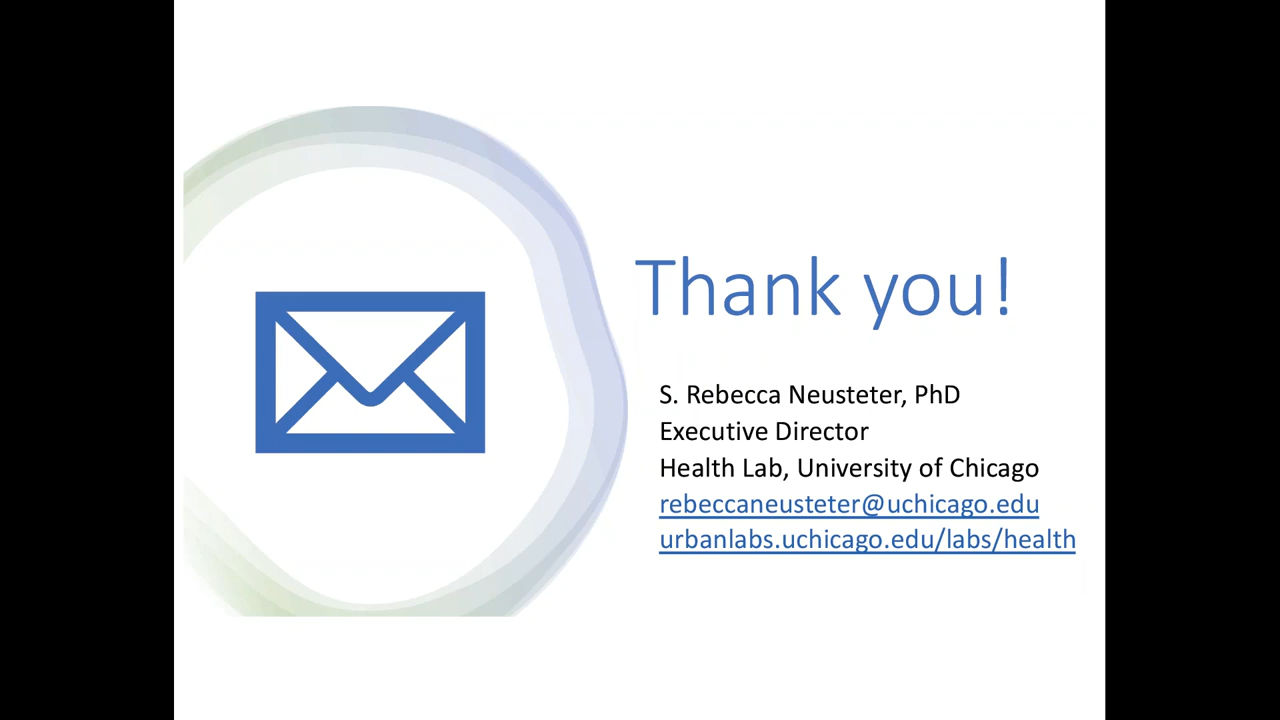 Thank you!
S. Rebecca Neusteter, PhD
Executive Director
Health Lab, University of Chicago
rebeccaneusteter@uchicago.edu
urbanlabs.uchicago.edu/labs/health